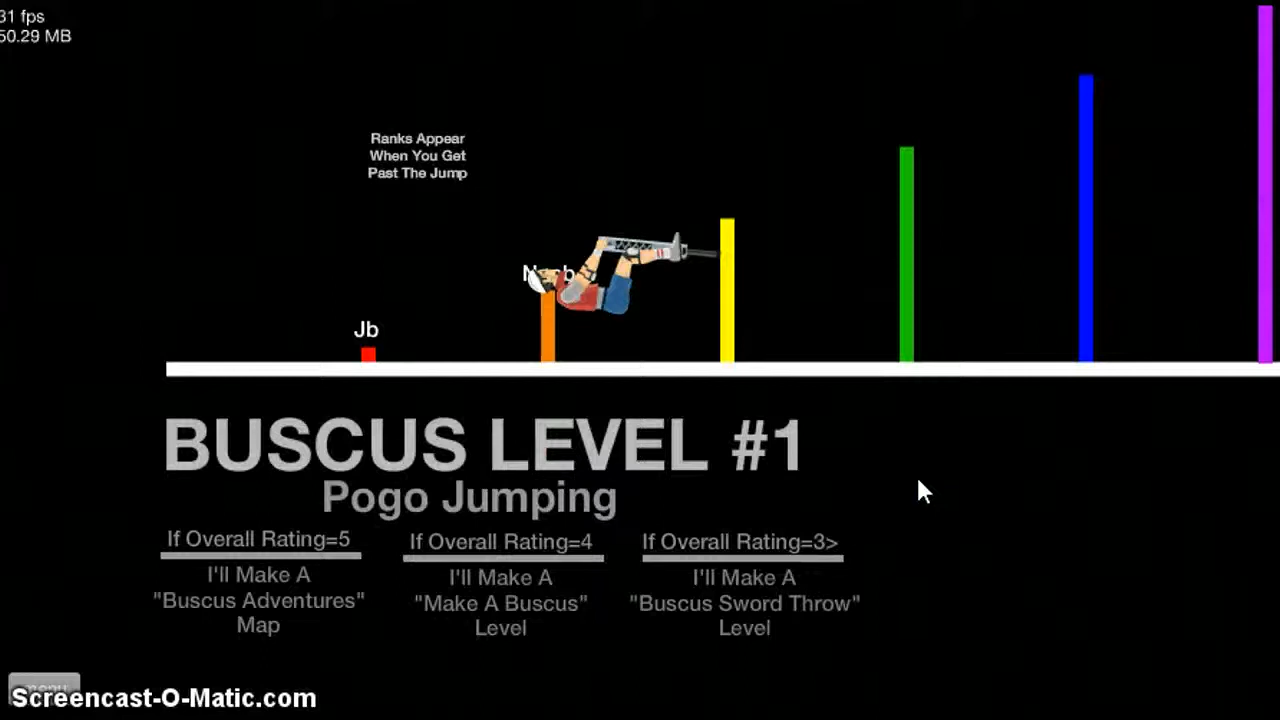 31 fps
50.29 MB
Ranks Appear
When You Get
Past The Jump
Jb
BUSCUS LEVEL #1
Pogo Jumping
If Overall Rating=5
I'll Make A
"Buscus Adventures"
Map
If Overall Rating=4
I'll Make A
"Make A Buscus"
Level
If Overall Rating=3>
I'll Make A
"Buscus Sword Throw"
Level
Screencast-O-Matic.com